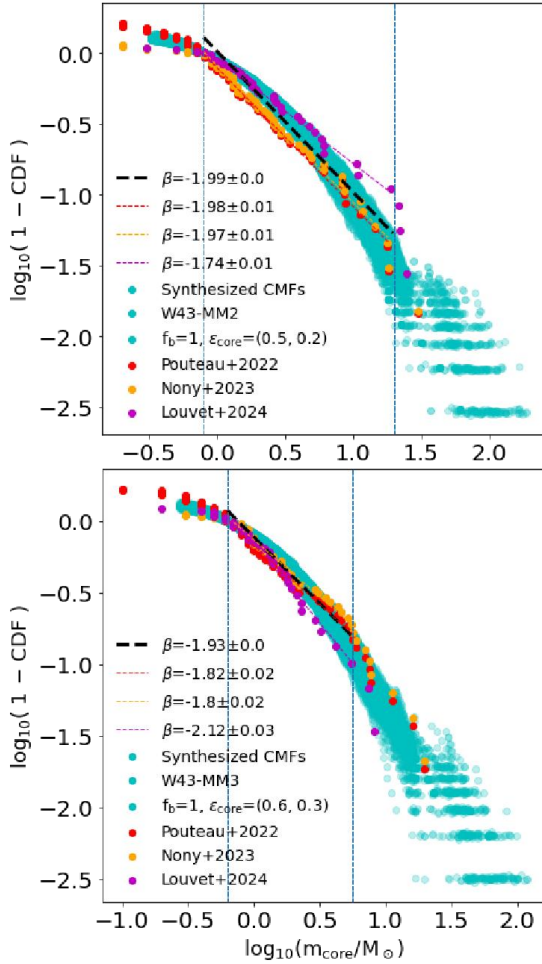 0.0
−0.5
−1.0
−1.5
−2.0
−2.5
log₁₀( 1 − CDF )
β=-1.99±0.0
β=-1.98±0.01
β=-1.97±0.01
β=-1.74±0.01
Synthesized CMFs
W43-MM2
f_b=1, ε_core=(0.5, 0.2)
Pouteau+2022
Nony+2023
Louvet+2024
−0.5 0.0 0.5 1.0 1.5 2.0
0.0
−0.5
−1.0
−1.5
−2.0
−2.5
log₁₀( 1 − CDF )
β=-1.93±0.0
β=-1.82±0.02
β=-1.8±0.02
β=-2.12±0.03
Synthesized CMFs
W43-MM3
f_b=1, ε_core=(0.6, 0.3)
Pouteau+2022
Nony+2023
Louvet+2024
−1.0 −0.5 0.0 0.5 1.0 1.5 2.0
log₁₀(m_core/M_⊙)